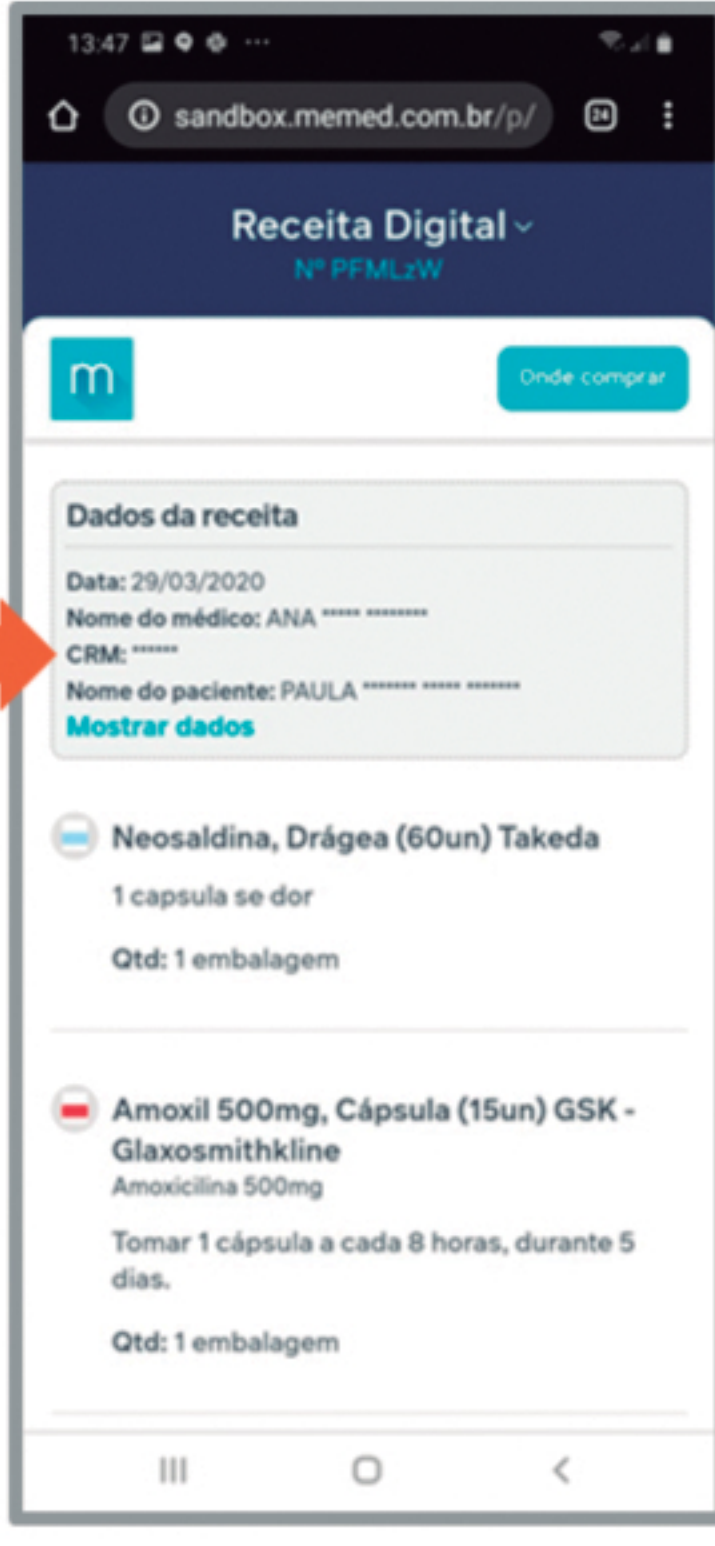 13:47
sandbox.memed.com.br/p/
24
Receita Digital
Nº PFMLzW
m
Onde comprar
Dados da receita
Data: 29/03/2020
Nome do médico: ANA ***** ********
CRM: ******
Nome do paciente: PAULA ******* ***** *******
Mostrar dados
Neosaldina, Drágea (60un) Takeda
1 capsula se dor
Qtd: 1 embalagem
Amoxil 500mg, Cápsula (15un) GSK -
Glaxosmithkline
Amoxicilina 500mg
Tomar 1 cápsula a cada 8 horas, durante 5
dias.
Qtd: 1 embalagem